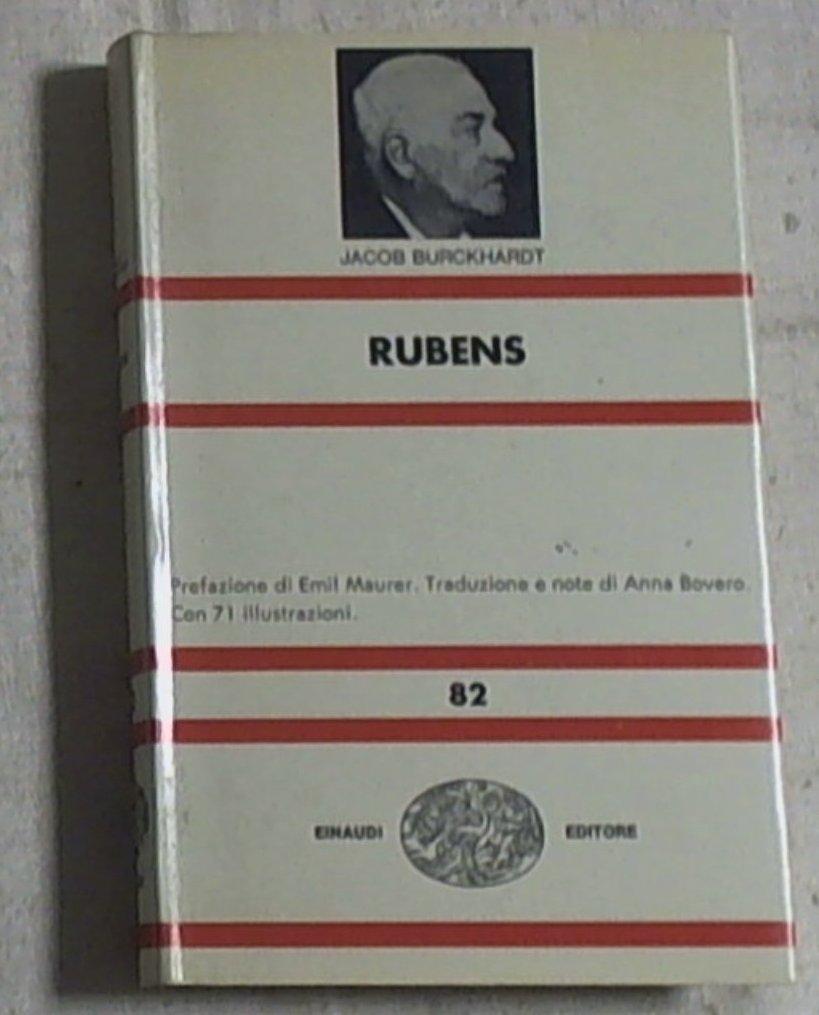 JACOB BURCKHARDT
RUBENS
Prefazione di Emil Maurer. Traduzione e note di Anna Bovero.
Con 71 illustrazioni.
82
EINAUDI EDITORE